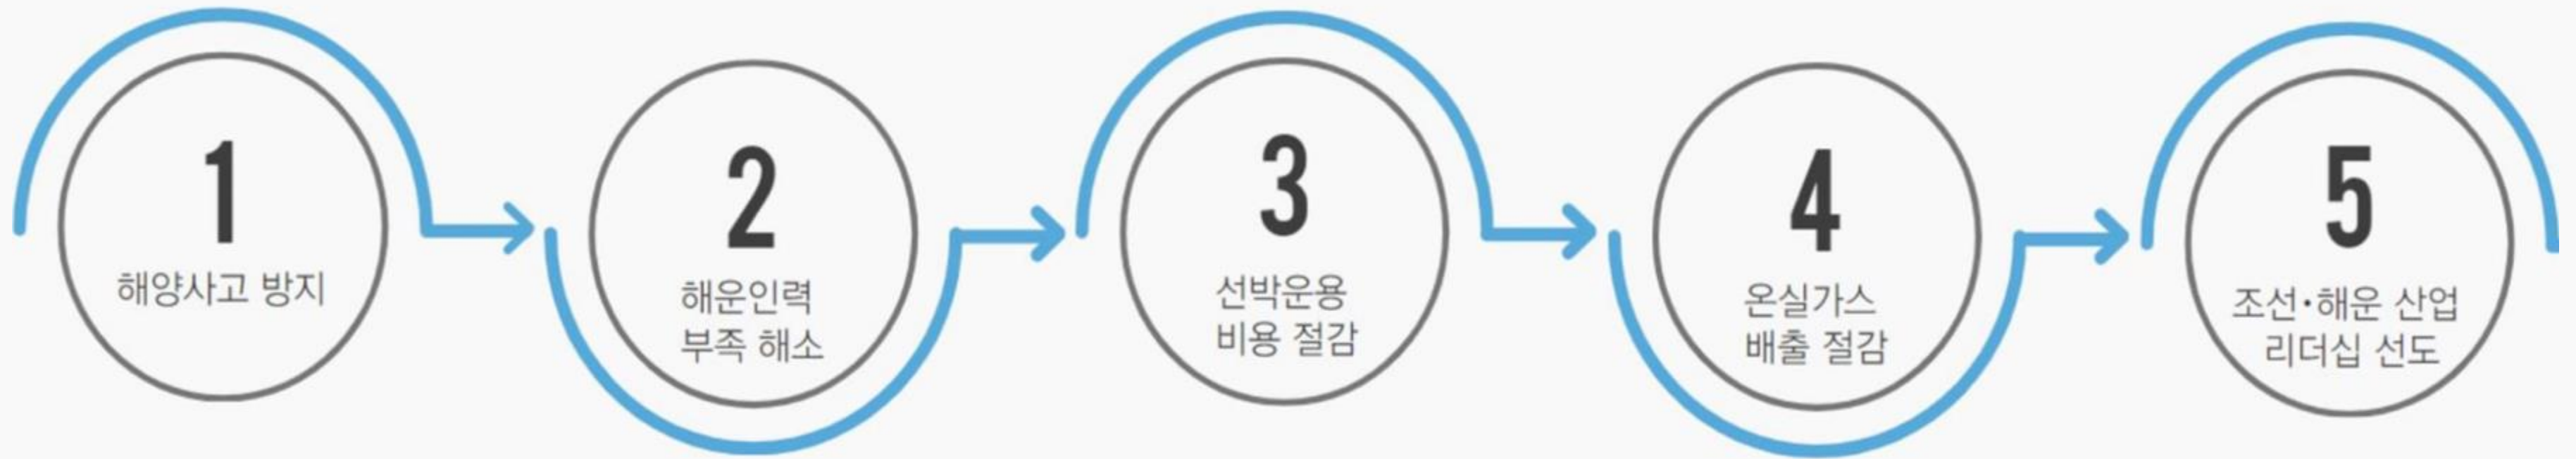 1
해양사고 방지
2
해운인력
부족 해소
3
선박운용
비용 절감
4
온실가스
배출 절감
5
조선·해운 산업
리더십 선도